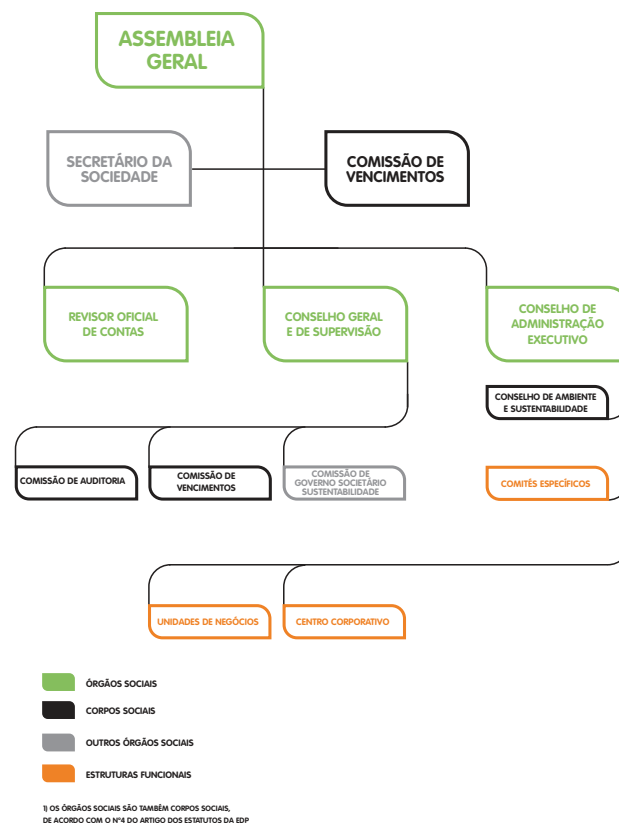 ASSEMBLEIA
GERAL
SECRETÁRIO DA
SOCIEDADE
COMISSÃO DE
VENCIMENTOS
REVISOR OFICIAL
DE CONTAS
CONSELHO GERAL
E DE SUPERVISÃO
CONSELHO DE
ADMINISTRAÇÃO
EXECUTIVO
CONSELHO DE AMBIENTE
E SUSTENTABILIDADE
COMISSÃO DE AUDITORIA
COMISSÃO DE
VENCIMENTOS
COMISSÃO DE
GOVERNO SOCIETÁRIO
SUSTENTABILIDADE
COMITÊS ESPECÍFICOS
UNIDADES DE NEGÓCIOS
CENTRO CORPORATIVO
ÓRGÃOS SOCIAIS
CORPOS SOCIAIS
OUTROS ÓRGÃOS SOCIAIS
ESTRUTURAS FUNCIONAIS
1) OS ÓRGÃOS SOCIAIS SÃO TAMBÉM CORPOS SOCIAIS,
DE ACORDO COM O Nº4 DO ARTIGO DOS ESTATUTOS DA EDP